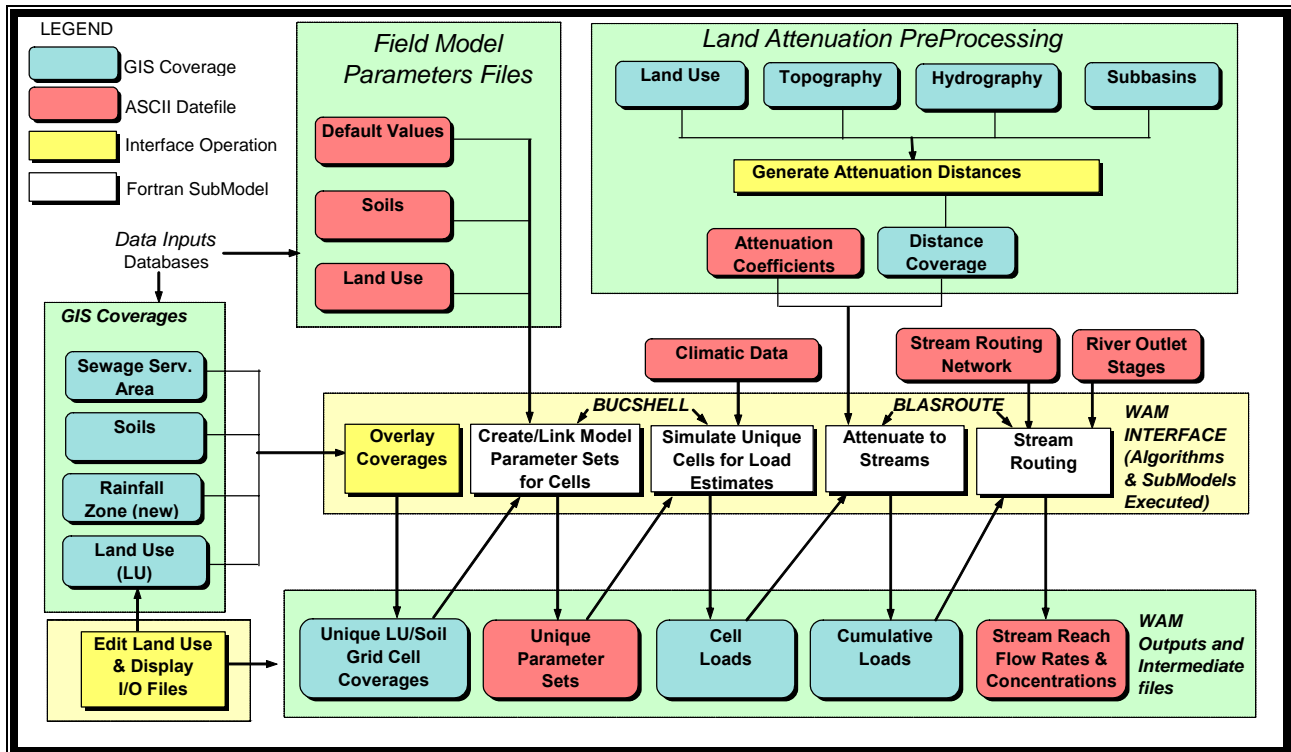 LEGEND
GIS Coverage
ASCII Datefile
Interface Operation
Fortran SubModel
Field Model
Parameters Files
Default Values
Soils
Land Use
Land Attenuation PreProcessing
Land Use
Topography
Hydrography
Subbasins
Generate Attenuation Distances
Attenuation
Coefficients
Distance
Coverage
Data Inputs
Databases
GIS Coverages
Sewage Serv.
Area
Soils
Rainfall
Zone (new)
Land Use
(LU)
Climatic Data
Stream Routing
Network
River Outlet
Stages
BUCSHELL
BLASROUTE
Overlay
Coverages
Create/Link Model
Parameter Sets
for Cells
Simulate Unique
Cells for Load
Estimates
Attenuate to
Streams
Stream
Routing
WAM
INTERFACE
(Algorithms
& SubModels
Executed)
Edit Land Use
& Display
I/O Files
Unique LU/Soil
Grid Cell
Coverages
Unique
Parameter
Sets
Cell
Loads
Cumulative
Loads
Stream Reach
Flow Rates &
Concentrations
WAM
Outputs and
Intermediate
files